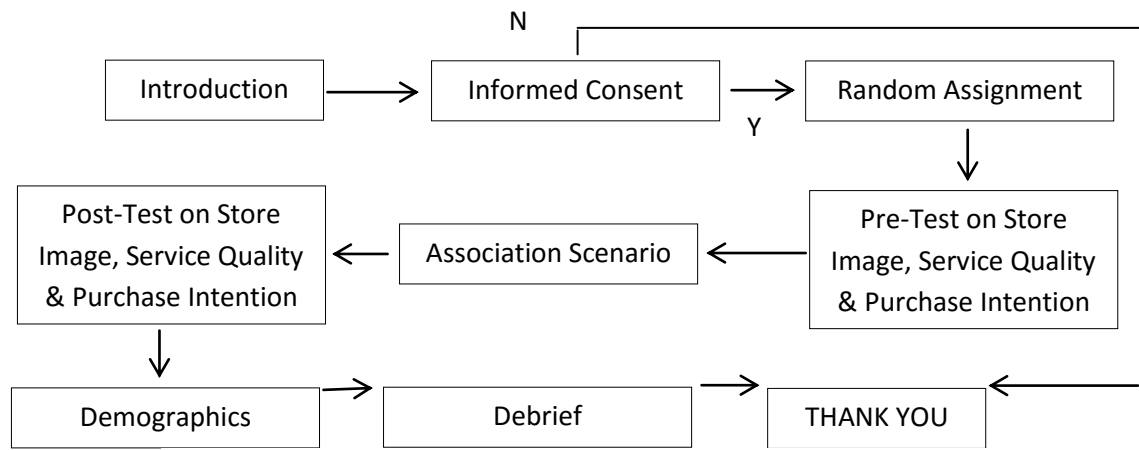 N
Introduction
Informed Consent
Random Assignment
Y
Post-Test on Store
Image, Service Quality
& Purchase Intention
Association Scenario
Pre-Test on Store
Image, Service Quality
& Purchase Intention
Demographics
Debrief
THANK YOU